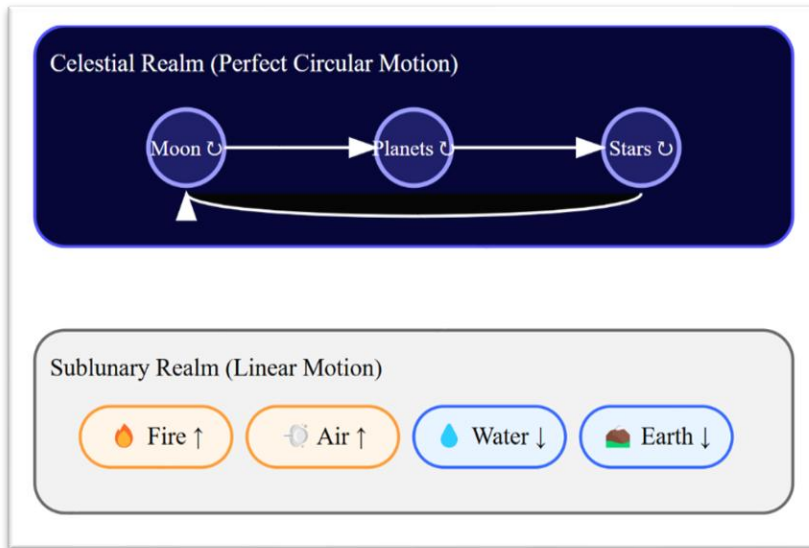 Celestial Realm (Perfect Circular Motion)
Moon ↻
Planets ↻
Stars ↻
Sublunary Realm (Linear Motion)
Fire ↑
Air ↑
Water ↓
Earth ↓